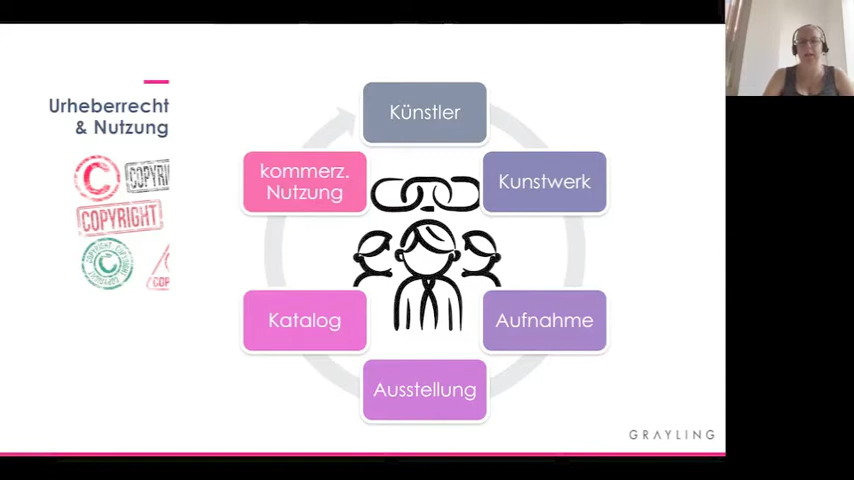 Urheberrecht
& Nutzung
COPYRIGHT
Künstler
kommerz.
Nutzung
Kunstwerk
Katalog
Aufnahme
Ausstellung
GRAYLING